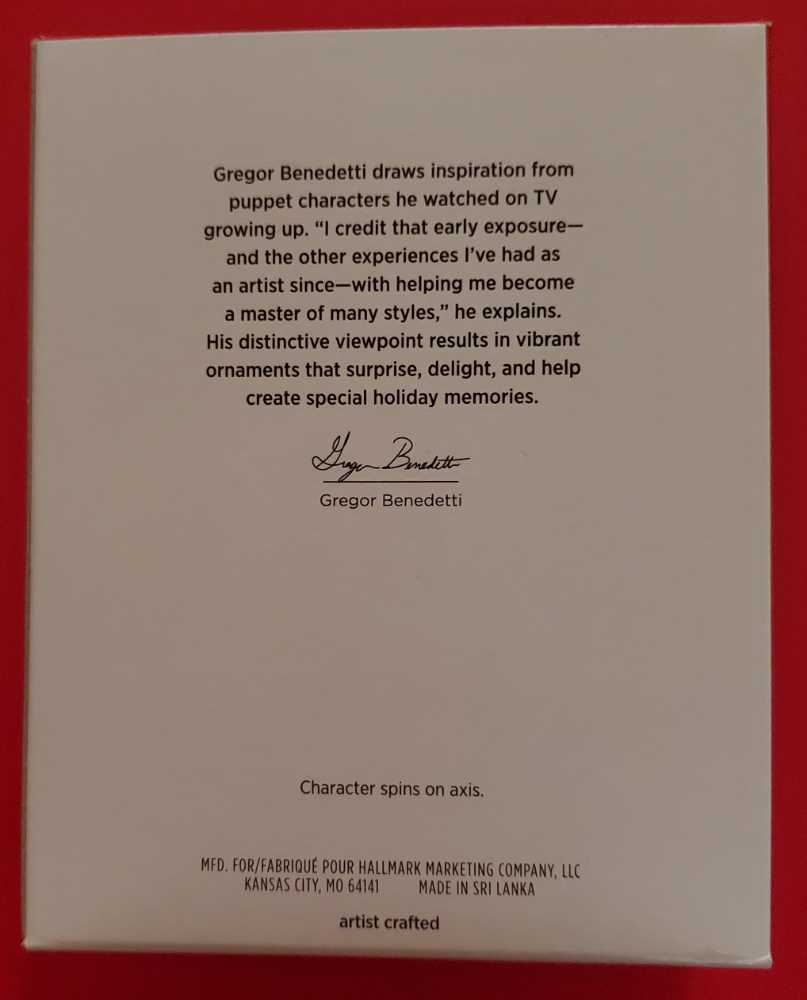 Gregor Benedetti draws inspiration from
puppet characters he watched on TV
growing up. “I credit that early exposure—
and the other experiences I’ve had as
an artist since—with helping me become
a master of many styles,” he explains.
His distinctive viewpoint results in vibrant
ornaments that surprise, delight, and help
create special holiday memories.
Gregor Benedetti
Gregor Benedetti
Character spins on axis.
MFD. FOR/FABRIQUÉ POUR HALLMARK MARKETING COMPANY, LLC
KANSAS CITY, MO 64141 MADE IN SRI LANKA
artist crafted